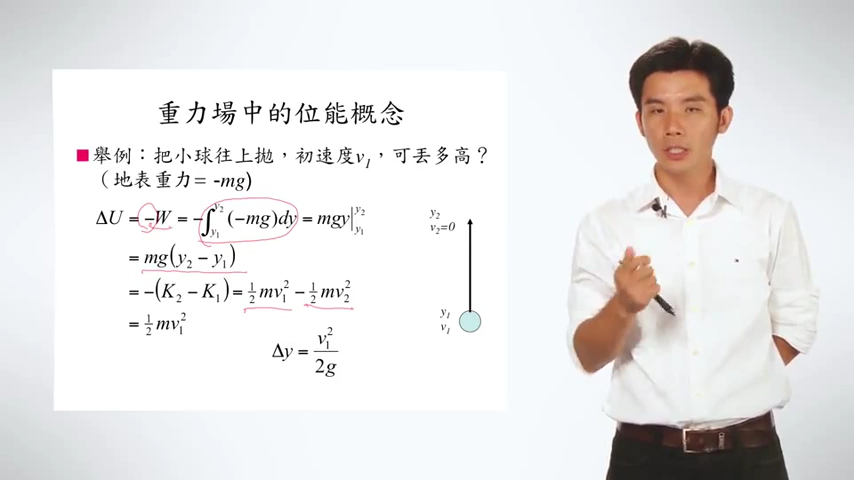 重力場中的位能概念
舉例：把小球往上拋，初速度v₁，可丟多高？
（地表重力= -mg)
ΔU = −W = −∫_{y₁}^{y₂}(−mg)dy = mgy|_{y₁}^{y₂}
= mg(y₂ − y₁)
= −(K₂ − K₁) = ½mv₁² − ½mv₂²
= ½mv₁²
Δy = v₁²/2g
y₂
v₂=0
y₁
v₁